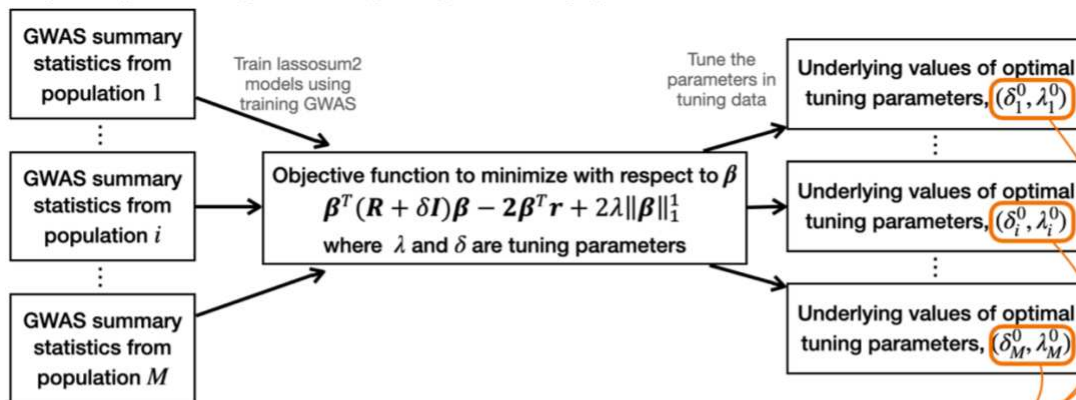 GWAS summary
statistics from
population 1
⋮
GWAS summary
statistics from
population i
⋮
GWAS summary
statistics from
population M
Train lassosum2
models using
training GWAS
Objective function to minimize with respect to β
βᵀ(R + δI)β − 2βᵀr + 2λ‖β‖₁¹
where λ and δ are tuning parameters
Tune the
parameters in
tuning data
Underlying values of optimal
tuning parameters, (δ₁⁰, λ₁⁰)
⋮
Underlying values of optimal
tuning parameters, (δᵢ⁰, λᵢ⁰)
⋮
Underlying values of optimal
tuning parameters, (δ_M⁰, λ_M⁰)